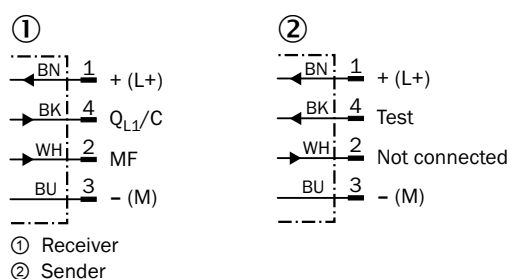 ①
BN 1 + (L+)
BK 4 Q_L1/C
WH 2 MF
BU 3 − (M)
②
BN 1 + (L+)
BK 4 Test
WH 2 Not connected
BU 3 − (M)
① Receiver
② Sender